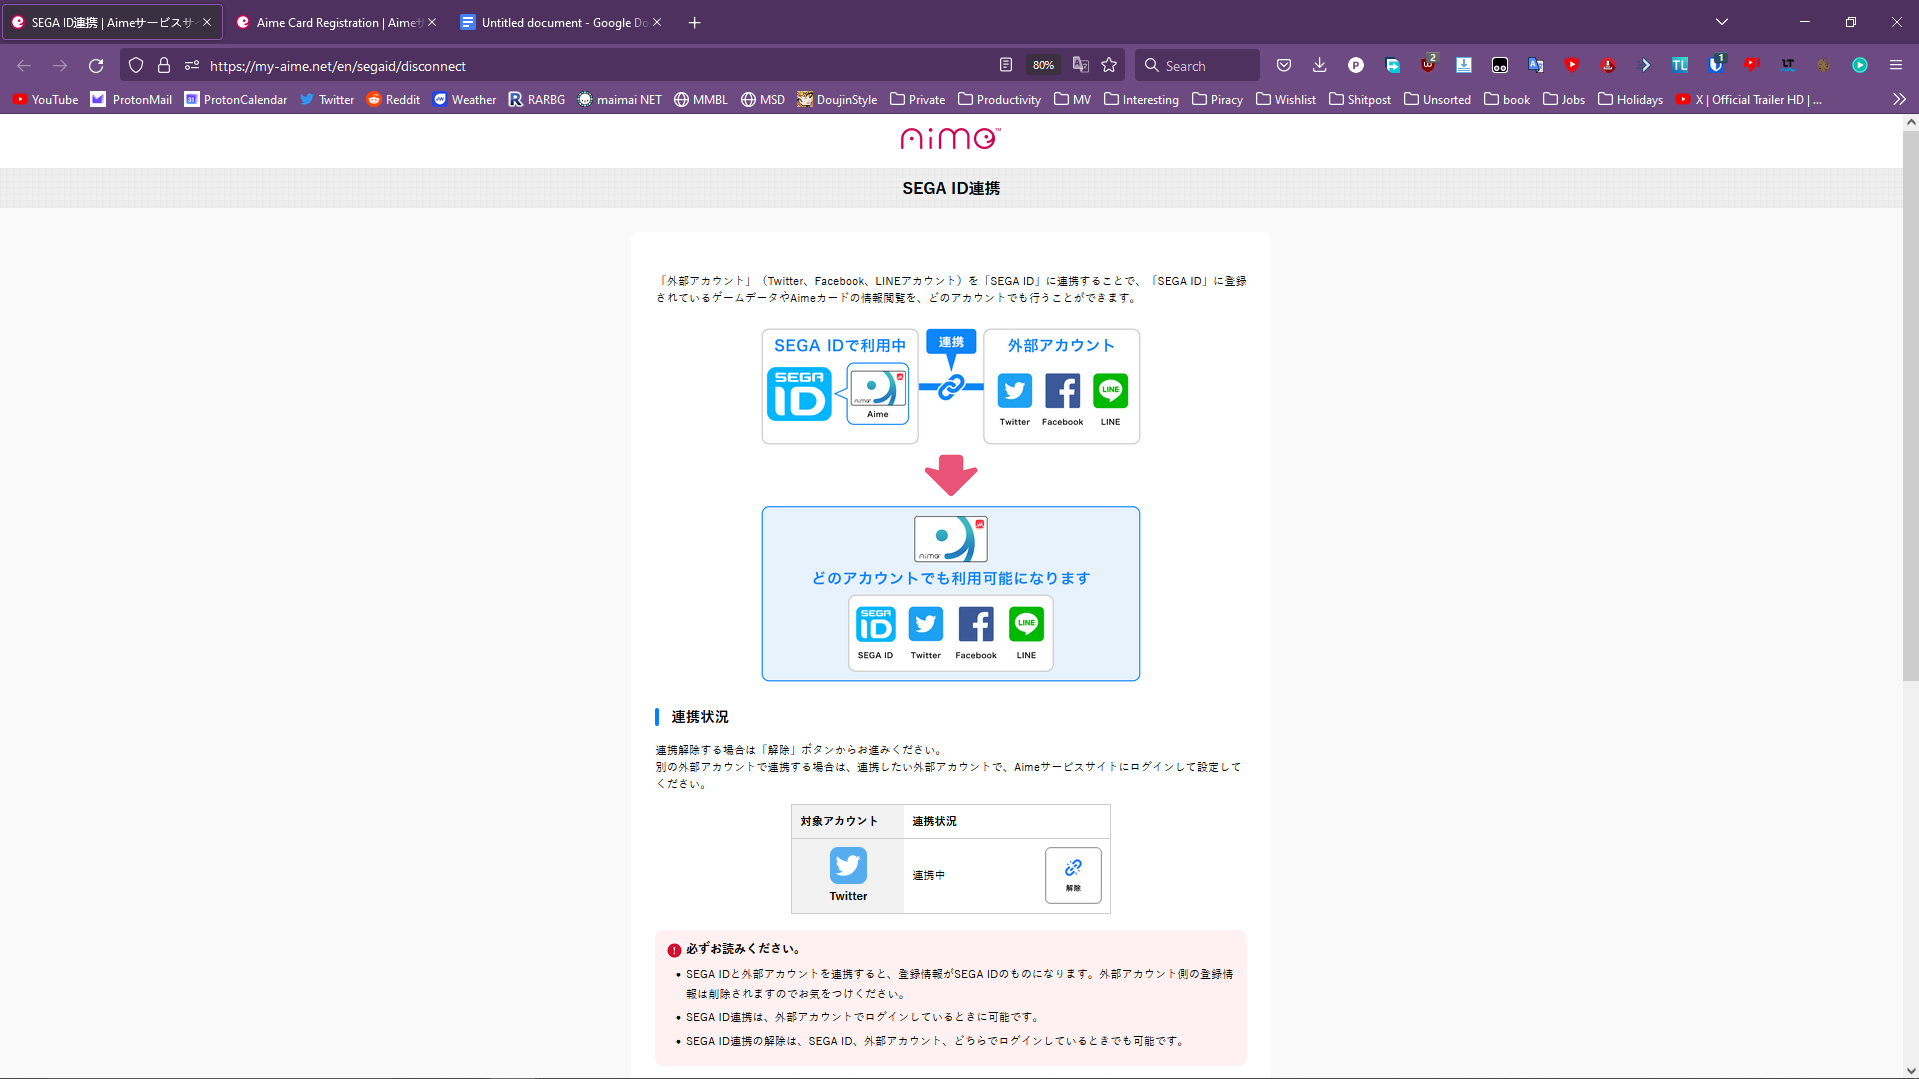 SEGA ID連携 | Aimeサービスサ
Aime Card Registration | Aime
Untitled document - Google Do
https://my-aime.net/en/segaid/disconnect
80%
Search
YouTube
ProtonMail
ProtonCalendar
Twitter
Reddit
Weather
RARBG
maimai NET
MMBL
MSD
DoujinStyle
Private
Productivity
MV
Interesting
Piracy
Wishlist
Shitpost
Unsorted
book
Jobs
Holidays
X | Official Trailer HD | ...
aime
SEGA ID連携
「外部アカウント」（Twitter、Facebook、LINEアカウント）を「SEGA ID」に連携することで、「SEGA ID」に登録
されているゲームデータやAimeカードの情報閲覧を、どのアカウントでも行うことができます。
SEGA IDで利用中
連携
外部アカウント
SEGA
ID
aime
Aime
LINE
Twitter
Facebook
LINE
aime
どのアカウントでも利用可能になります
SEGA
ID
LINE
SEGA ID
Twitter
Facebook
LINE
連携状況
連携解除する場合は「解除」ボタンからお進みください。
別の外部アカウントで連携する場合は、連携したい外部アカウントで、Aimeサービスサイトにログインして設定して
ください。
対象アカウント
連携状況
Twitter
連携中
解除
必ずお読みください。
• SEGA IDと外部アカウントを連携すると、登録情報がSEGA IDのものになります。外部アカウント側の登録情
報は削除されますのでお気をつけください。
• SEGA ID連携は、外部アカウントでログインしているときに可能です。
• SEGA ID連携の解除は、SEGA ID、外部アカウント、どちらでログインしているときでも可能です。